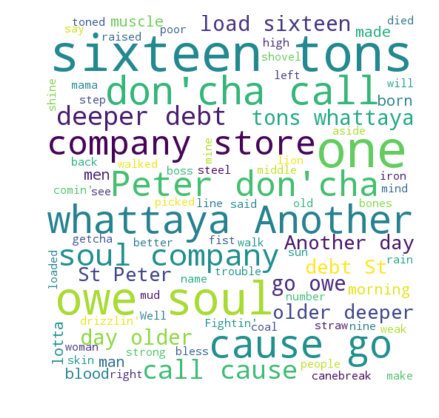 toned muscle load sixteen made died
say raised poor
sixteen tons
high shovel
shine don'cha call
mama left will born
step deeper debt tons whattaya
aside
company store one
mine
back walked boss steel lion middle iron
men Peter don'cha
comin' see mind
picked line said old bones
whattaya Another
getcha better fist walk Another day
loaded soul company sun
trouble debt St rain
St Peter go owe morning
name number
mud owe soul older deeper
drizzlin' Well Fightin' coal straw nine weak
lotta day older cause go
woman strong bless people
skin man call cause
blood right canebreak make